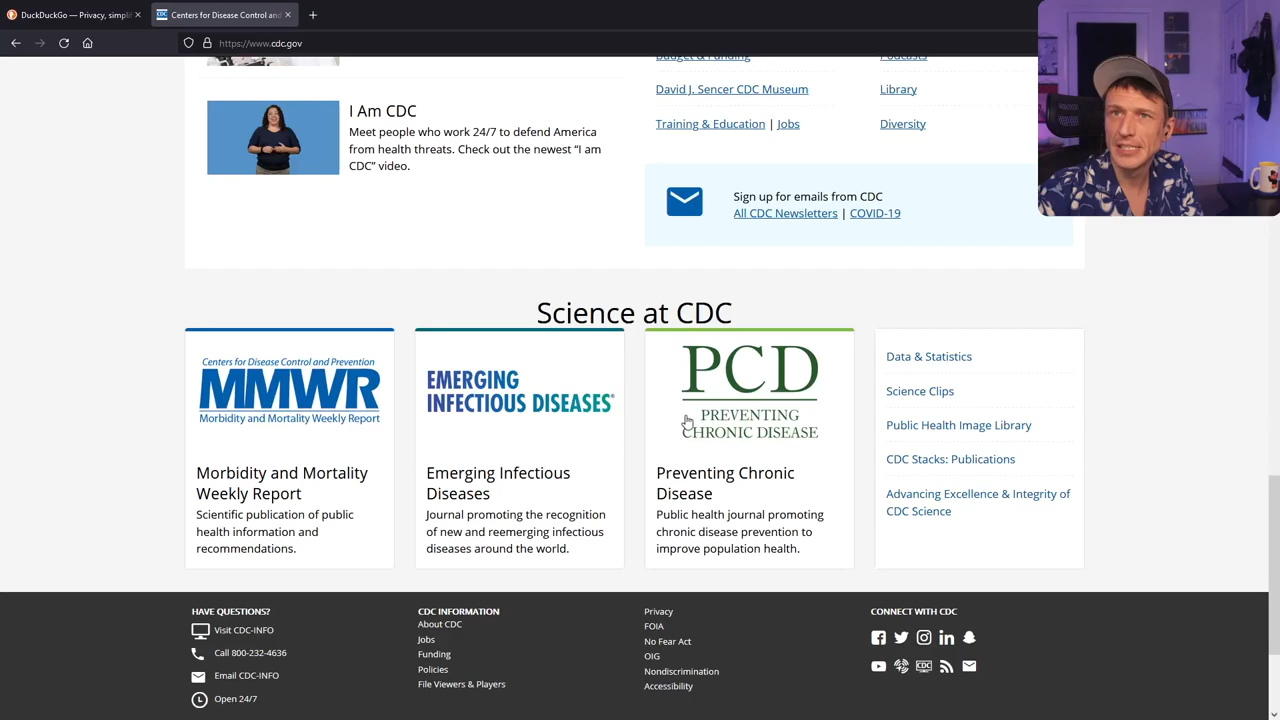 DuckDuckGo — Privacy, simplif
Centers for Disease Control and
https://www.cdc.gov
Budget & Funding
Podcasts
I Am CDC
Meet people who work 24/7 to defend America
from health threats. Check out the newest “I am
CDC” video.
David J. Sencer CDC Museum
Library
Training & Education | Jobs
Diversity
Sign up for emails from CDC
All CDC Newsletters | COVID-19
Science at CDC
Centers for Disease Control and Prevention
MMWR
Morbidity and Mortality Weekly Report
Morbidity and Mortality
Weekly Report
Scientific publication of public
health information and
recommendations.
EMERGING
INFECTIOUS DISEASES®
Emerging Infectious
Diseases
Journal promoting the recognition
of new and reemerging infectious
diseases around the world.
PCD
PREVENTING
CHRONIC DISEASE
Preventing Chronic
Disease
Public health journal promoting
chronic disease prevention to
improve population health.
Data & Statistics
Science Clips
Public Health Image Library
CDC Stacks: Publications
Advancing Excellence & Integrity of
CDC Science
HAVE QUESTIONS?
Visit CDC-INFO
Call 800-232-4636
Email CDC-INFO
Open 24/7
CDC INFORMATION
About CDC
Jobs
Funding
Policies
File Viewers & Players
Privacy
FOIA
No Fear Act
OIG
Nondiscrimination
Accessibility
CONNECT WITH CDC